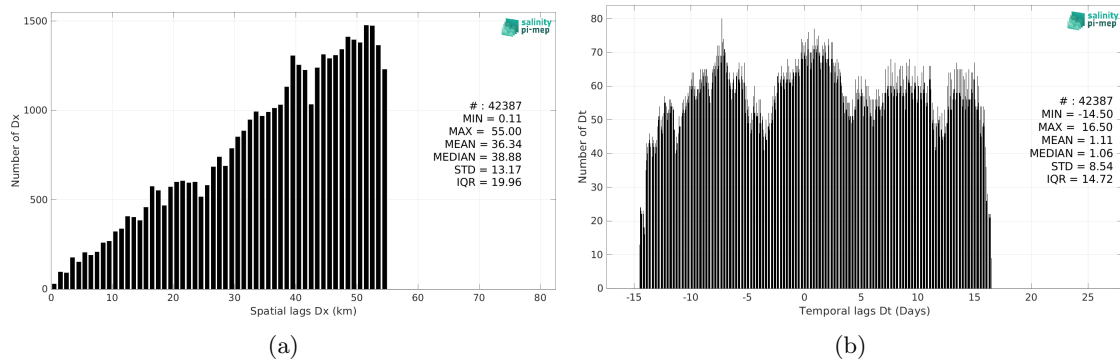 1500
1000
500
0
0
10
20
30
40
50
60
70
80
Number of Dx
Spatial lags Dx (km)
salinity
pi-mep
# : 42387
MIN = 0.11
MAX = 55.00
MEAN = 36.34
MEDIAN = 38.88
STD = 13.17
IQR = 19.96
(a)
80
70
60
50
40
30
20
10
0
-15
-10
-5
0
5
10
15
20
25
Number of Dt
Temporal lags Dt (Days)
salinity
pi-mep
# : 42387
MIN = -14.50
MAX = 16.50
MEAN = 1.11
MEDIAN = 1.06
STD = 8.54
IQR = 14.72
(b)